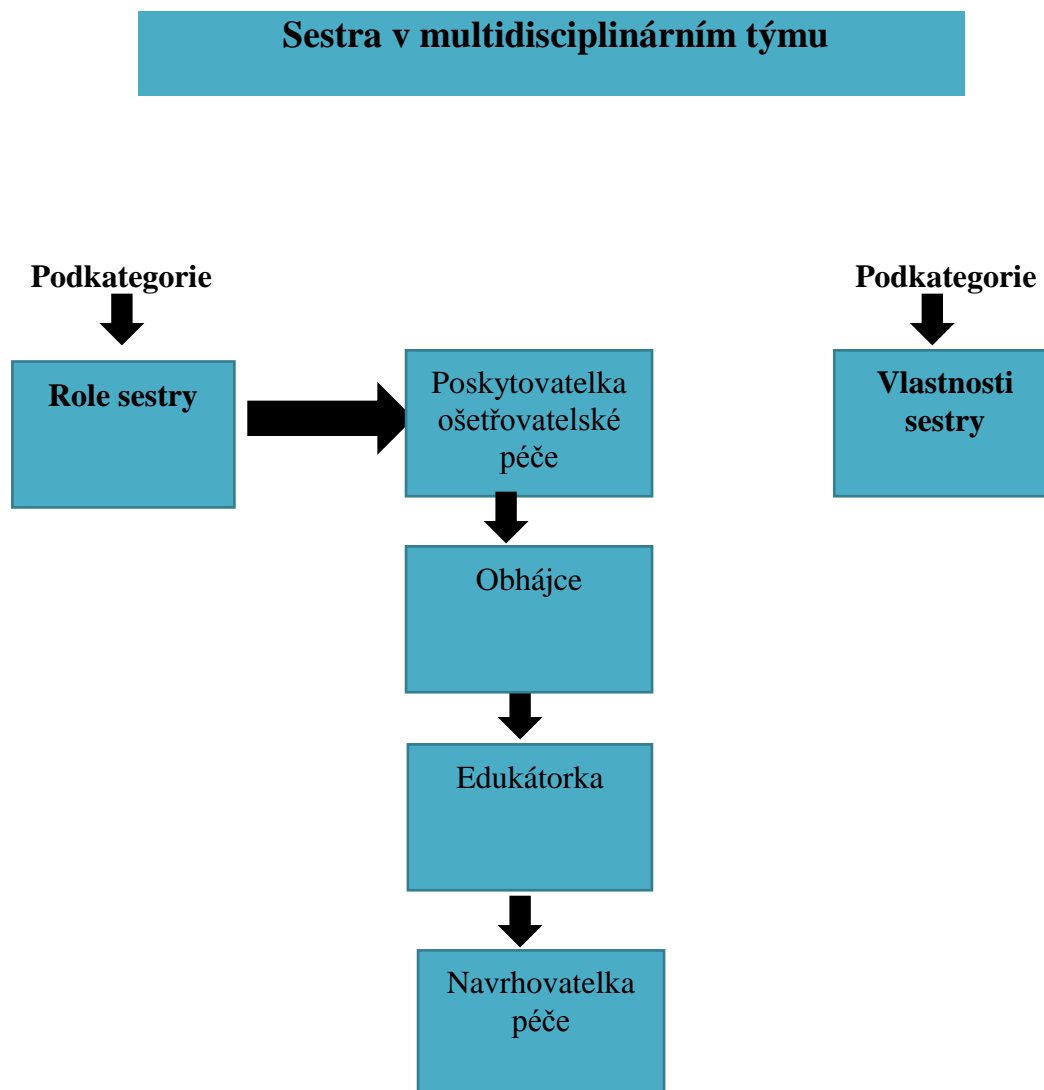 Sestra v multidisciplinárním týmu
Podkategorie
Podkategorie
Role sestry
Poskytovatelka
ošetřovatelské
péče
Vlastnosti
sestry
Obhájce
Edukátorka
Navrhovatelka
péče